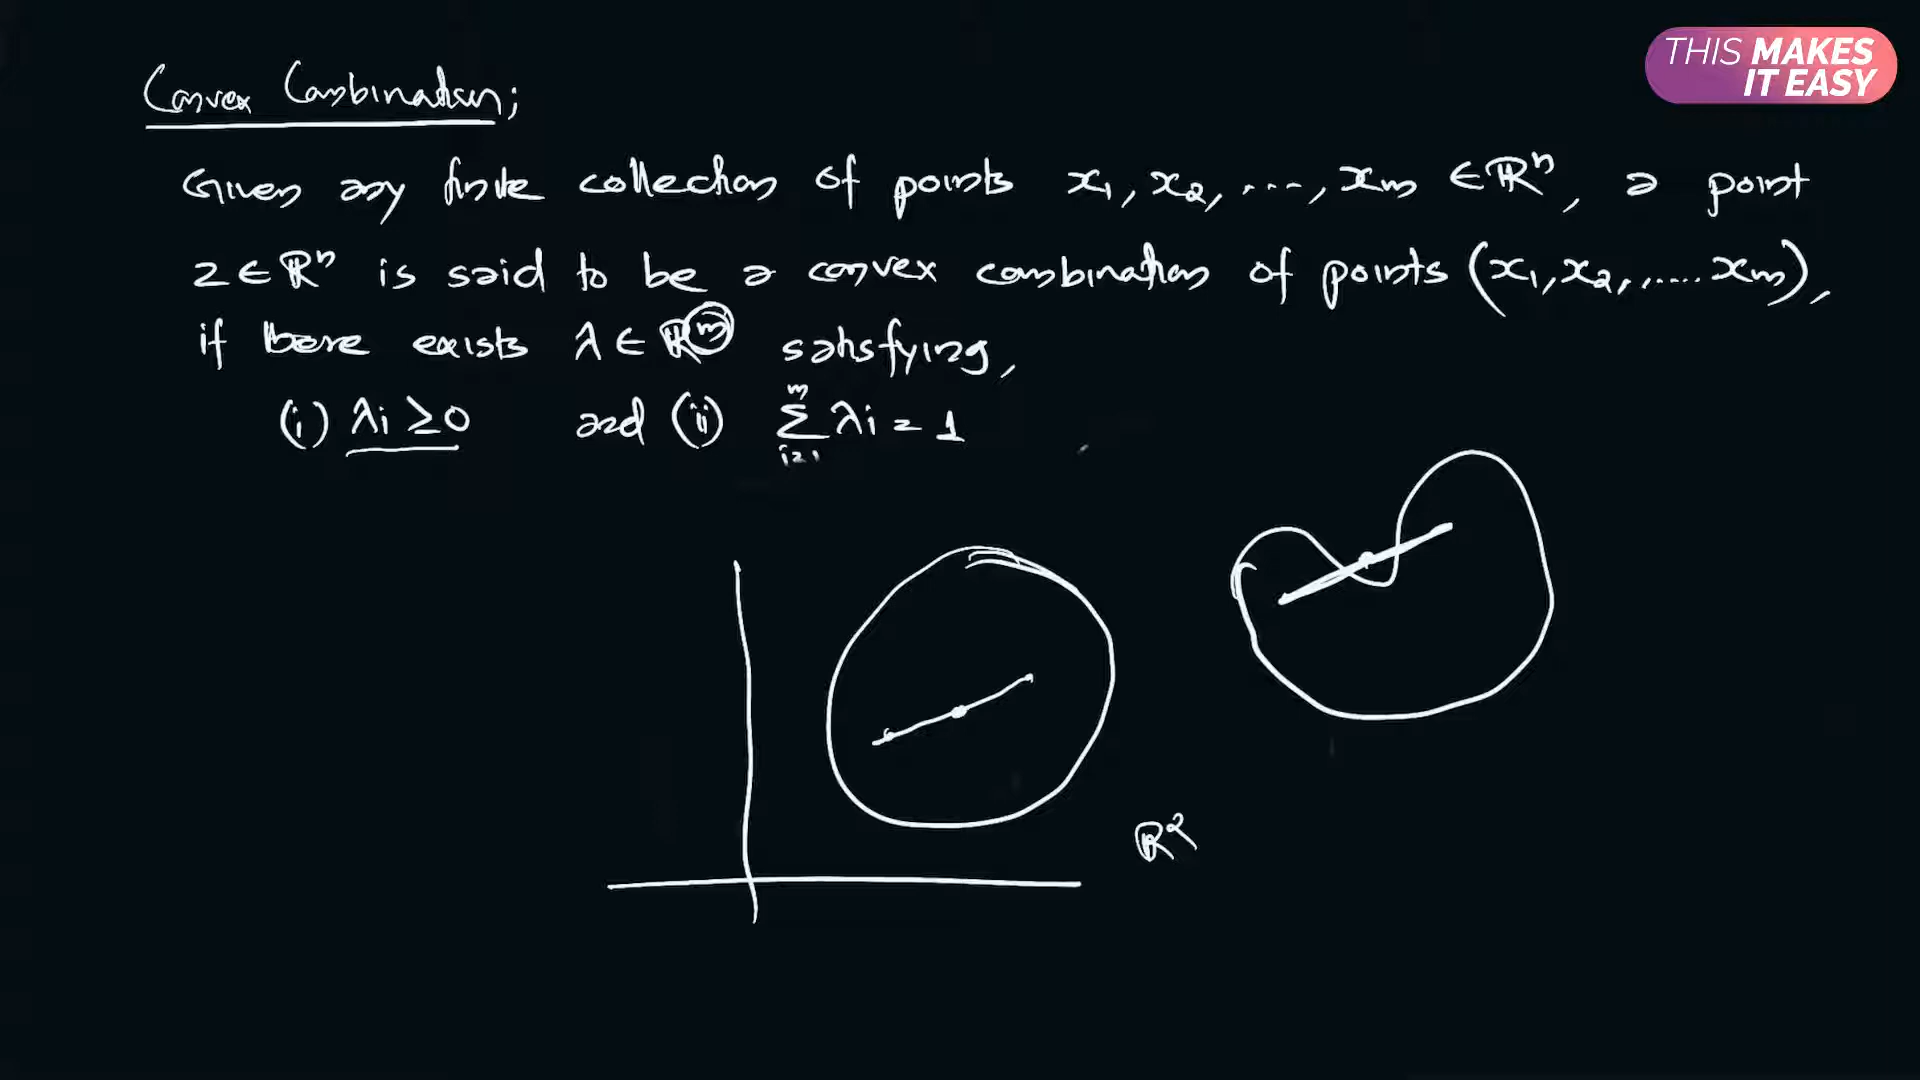 THIS MAKES
IT EASY
Convex Combination;
Given any finite collection of points x₁, x₂, ..., xₘ ∈ ℝⁿ, a point
z ∈ ℝⁿ is said to be a convex combination of points (x₁, x₂, ..... xₘ),
if there exists λ ∈ ℝᵐ satisfying,
(i) λi ≥ 0 and (ii) ∑ᵢ₌₁ᵐ λi = 1
ℝ²